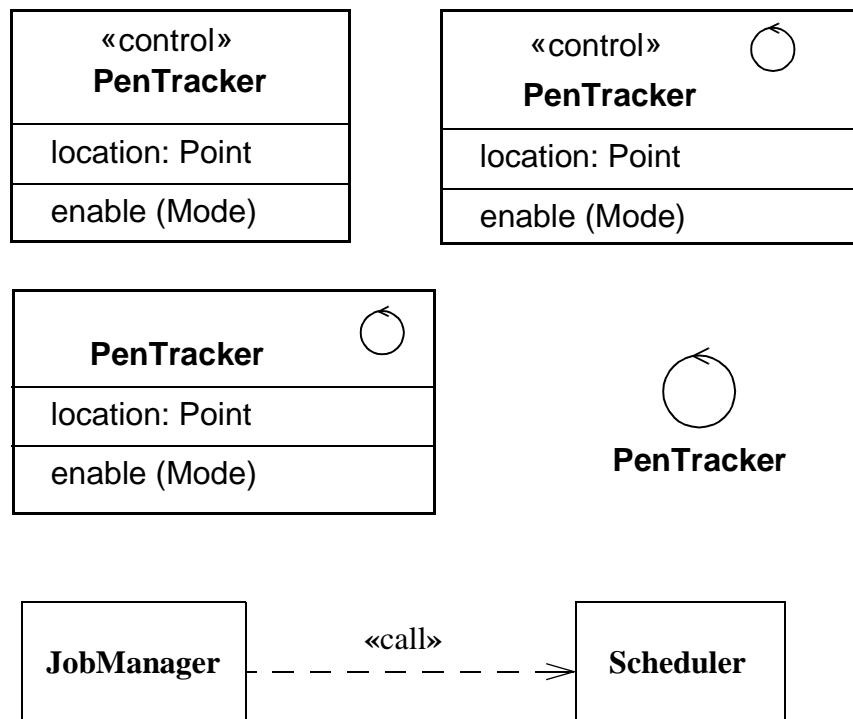 «control»
PenTracker
location: Point
enable (Mode)
«control»
PenTracker
location: Point
enable (Mode)
PenTracker
location: Point
enable (Mode)
PenTracker
JobManager
«call»
Scheduler